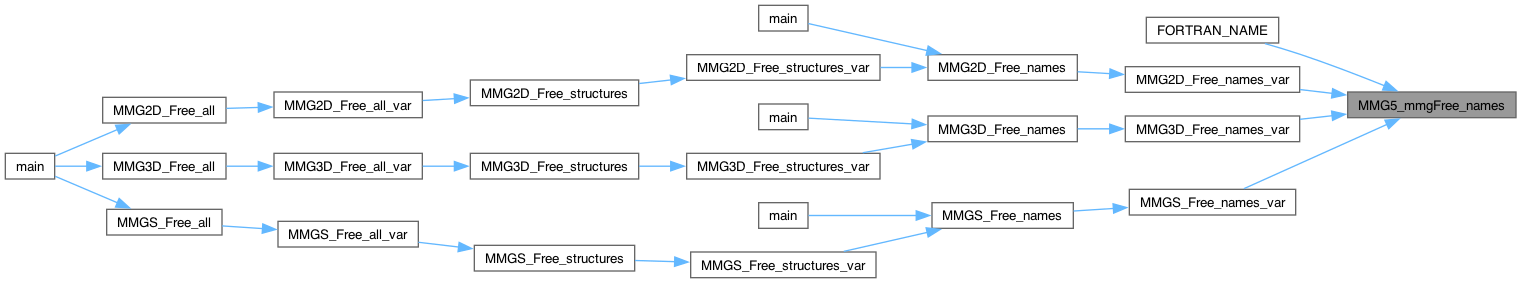 main
FORTRAN_NAME
MMG2D_Free_structures_var
MMG2D_Free_names
MMG2D_Free_names_var
MMG2D_Free_all
MMG2D_Free_all_var
MMG2D_Free_structures
MMG5_mmgFree_names
main
MMG3D_Free_names
MMG3D_Free_names_var
main
MMG3D_Free_all
MMG3D_Free_all_var
MMG3D_Free_structures
MMG3D_Free_structures_var
main
MMGS_Free_names
MMGS_Free_names_var
MMGS_Free_all
MMGS_Free_all_var
MMGS_Free_structures
MMGS_Free_structures_var